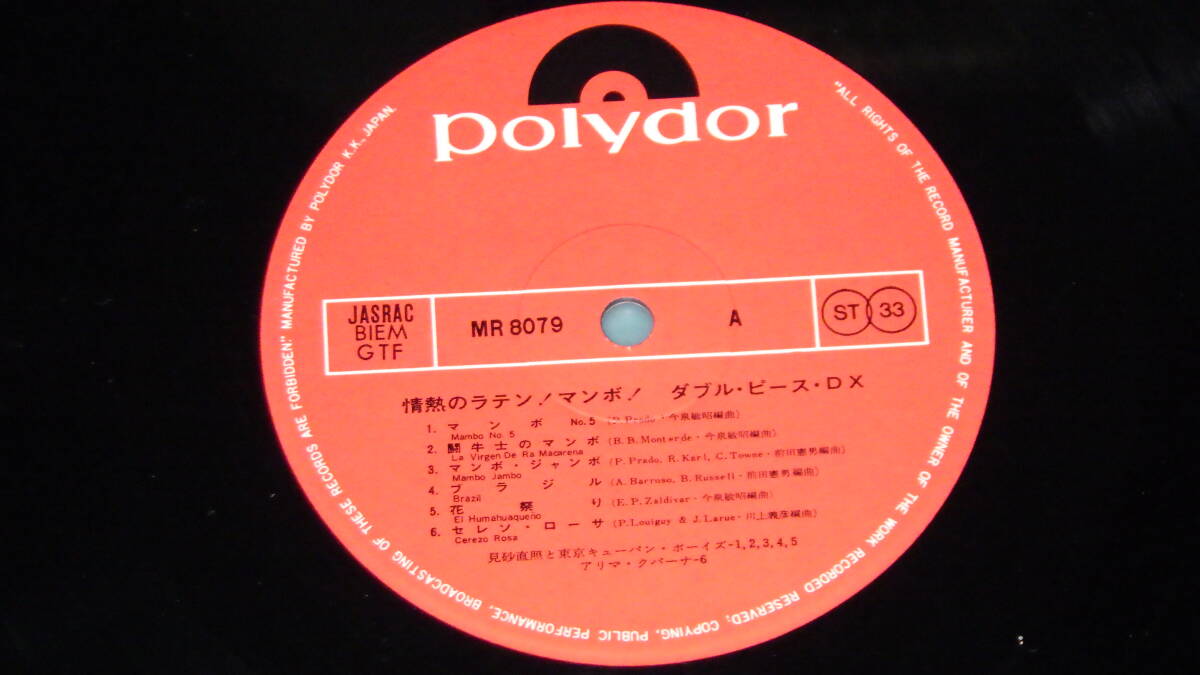 polydor
JASRAC
BIEM
GTF
MR 8079
A
ST 33
情熱のラテン!マンボ! ダブル・ピース・DX
1. マンボ No.5 (P. Prado・今泉敏昭編曲)
Mambo No. 5
2. 闘牛士のマンボ (B. B. Monterde・今泉敏昭編曲)
La Virgen De Ra Macarena
3. マンボ・ジャンボ (P. Prado, R. Karl, C. Towne・前田憲男編曲)
Mambo Jambo
4. ブラジル (A. Barroso, B. Russell・前田憲男編曲)
Brazil
5. 花祭り (E. P. Zaldivar・今泉敏昭編曲)
El Humahuaqueño
6. セレソ・ローサ (P. Louiguy & J. Larue・川上義彦編曲)
Cerezo Rosa
見砂直照と東京キューバン・ボーイズ-1, 2, 3, 4, 5
アリマ・クバーナ-6
"ALL RIGHTS OF THE RECORD MANUFACTURER AND OF THE OWNER OF THE WORK RECORDED RESERVED; COPYING, PUBLIC PERFORMANCE, BROADCASTING OF THESE RECORDS ARE FORBIDDEN." MANUFACTURED BY POLYDOR K.K., JAPAN.